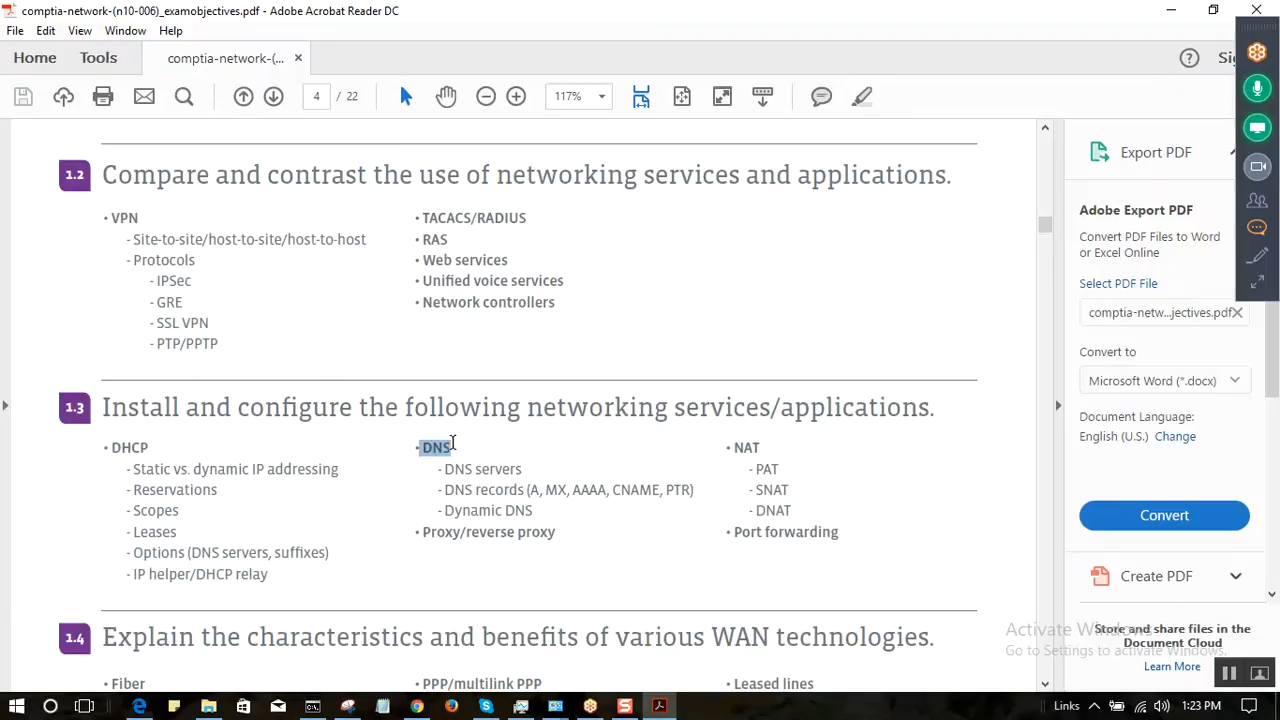 comptia-network-(n10-006)_examobjectives.pdf - Adobe Acrobat Reader DC
File Edit View Window Help
Home Tools comptia-network-(...
4 / 22 117%
1.2 Compare and contrast the use of networking services and applications.
• VPN
- Site-to-site/host-to-site/host-to-host
- Protocols
- IPSec
- GRE
- SSL VPN
- PTP/PPTP
• TACACS/RADIUS
• RAS
• Web services
• Unified voice services
• Network controllers
1.3 Install and configure the following networking services/applications.
• DHCP
- Static vs. dynamic IP addressing
- Reservations
- Scopes
- Leases
- Options (DNS servers, suffixes)
- IP helper/DHCP relay
• DNS
- DNS servers
- DNS records (A, MX, AAAA, CNAME, PTR)
- Dynamic DNS
• Proxy/reverse proxy
• NAT
- PAT
- SNAT
- DNAT
• Port forwarding
1.4 Explain the characteristics and benefits of various WAN technologies.
• Fiber
• PPP/multilink PPP
• Leased lines
Export PDF
Adobe Export PDF
Convert PDF Files to Word
or Excel Online
Select PDF File
comptia-netw...jectives.pdf
Convert to
Microsoft Word (*.docx)
Document Language:
English (U.S.) Change
Convert
Create PDF
Store and share files in the
Document Cloud
Learn More
Activate Windows
Go to Settings to activate Windows.
Links 1:23 PM